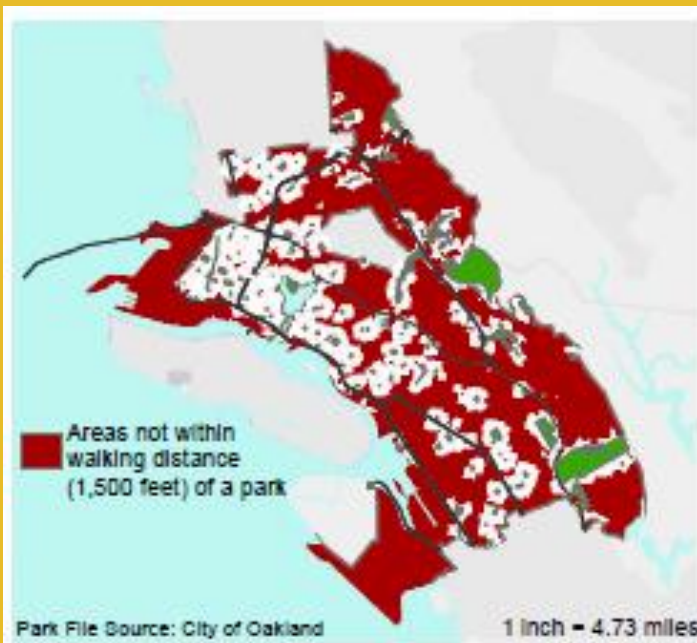 Areas not within
walking distance
(1,500 feet) of a park
Park File Source: City of Oakland
1 inch = 4.73 miles